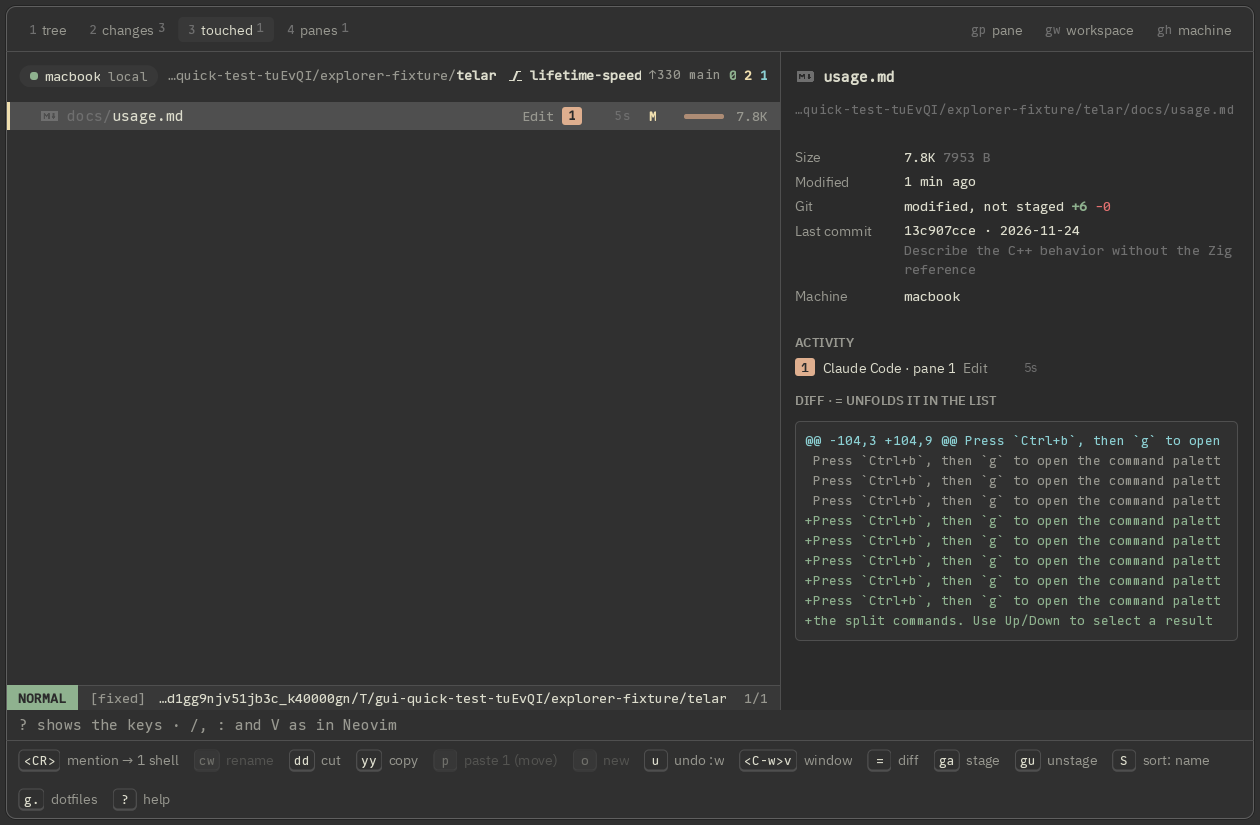 1 tree 2 changes 3 3 touched 1 4 panes 1 gp pane gw workspace gh machine
macbook local …quick-test-tuEvQI/explorer-fixture/telar lifetime-speed ↑330 main 0 2 1
docs/usage.md Edit 1 5s M 7.8K
NORMAL [fixed] …d1gg9njv51jb3c_k40000gn/T/gui-quick-test-tuEvQI/explorer-fixture/telar 1/1
usage.md
…quick-test-tuEvQI/explorer-fixture/telar/docs/usage.md
Size 7.8K 7953 B
Modified 1 min ago
Git modified, not staged +6 -0
Last commit 13c907cce · 2026-11-24
Describe the C++ behavior without the Zig
reference
Machine macbook
ACTIVITY
1 Claude Code · pane 1 Edit 5s
DIFF · = UNFOLDS IT IN THE LIST
@@ -104,3 +104,9 @@ Press `Ctrl+b`, then `g` to open
Press `Ctrl+b`, then `g` to open the command palett
Press `Ctrl+b`, then `g` to open the command palett
Press `Ctrl+b`, then `g` to open the command palett
+Press `Ctrl+b`, then `g` to open the command palett
+Press `Ctrl+b`, then `g` to open the command palett
+Press `Ctrl+b`, then `g` to open the command palett
+Press `Ctrl+b`, then `g` to open the command palett
+Press `Ctrl+b`, then `g` to open the command palett
+the split commands. Use Up/Down to select a result
? shows the keys · /, : and V as in Neovim
<CR> mention → 1 shell cw rename dd cut yy copy p paste 1 (move) o new u undo :w <C-w>v window = diff ga stage gu unstage S sort: name
g. dotfiles ? help